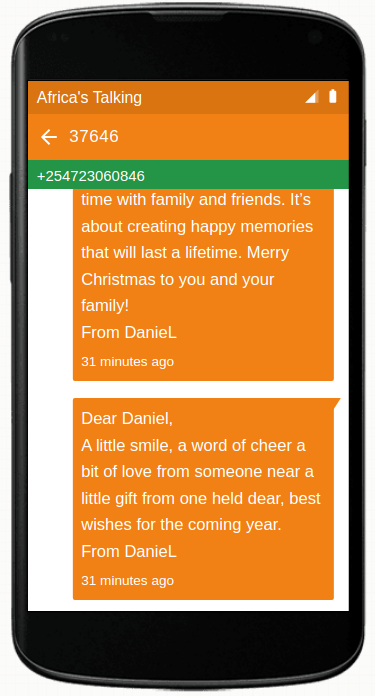 Africa's Talking
37646
+254723060846
time with family and friends. It's
about creating happy memories
that will last a lifetime. Merry
Christmas to you and your
family!
From DanieL
31 minutes ago
Dear Daniel,
A little smile, a word of cheer a
bit of love from someone near a
little gift from one held dear, best
wishes for the coming year.
From DanieL
31 minutes ago